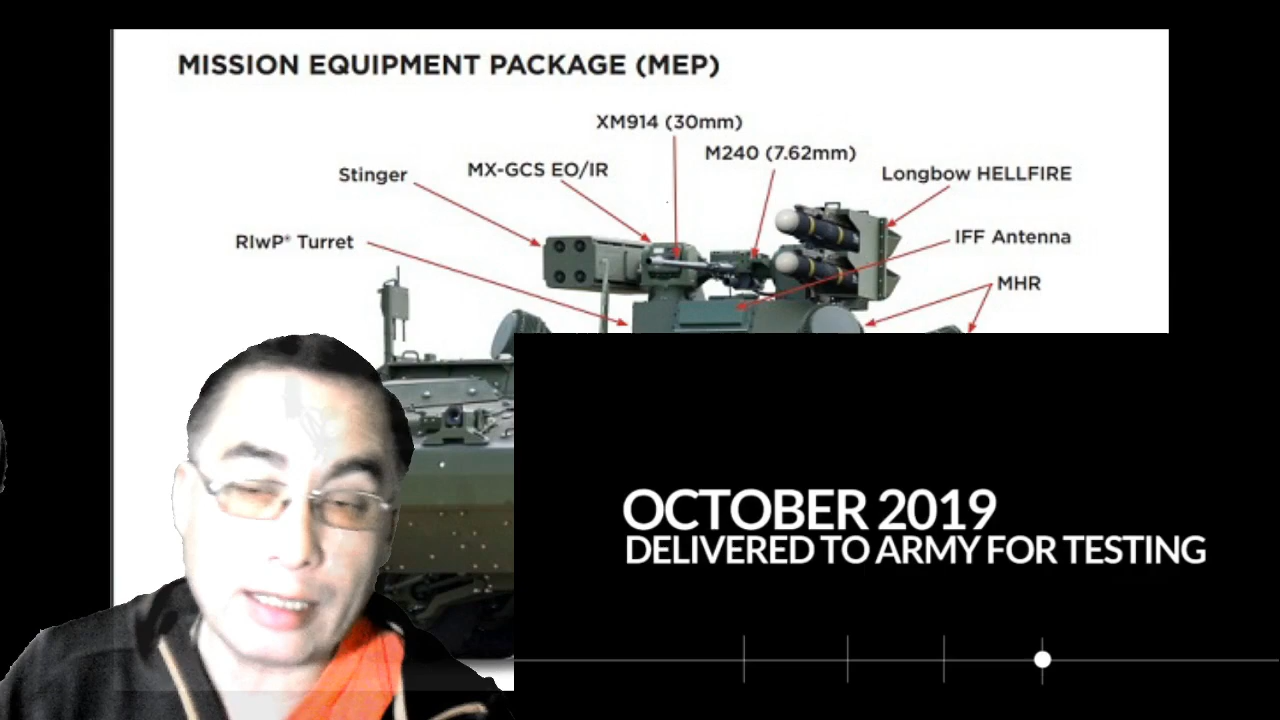 MISSION EQUIPMENT PACKAGE (MEP)
XM914 (30mm)
M240 (7.62mm)
Stinger
MX-GCS EO/IR
Longbow HELLFIRE
RIwP® Turret
IFF Antenna
MHR
OCTOBER 2019
DELIVERED TO ARMY FOR TESTING